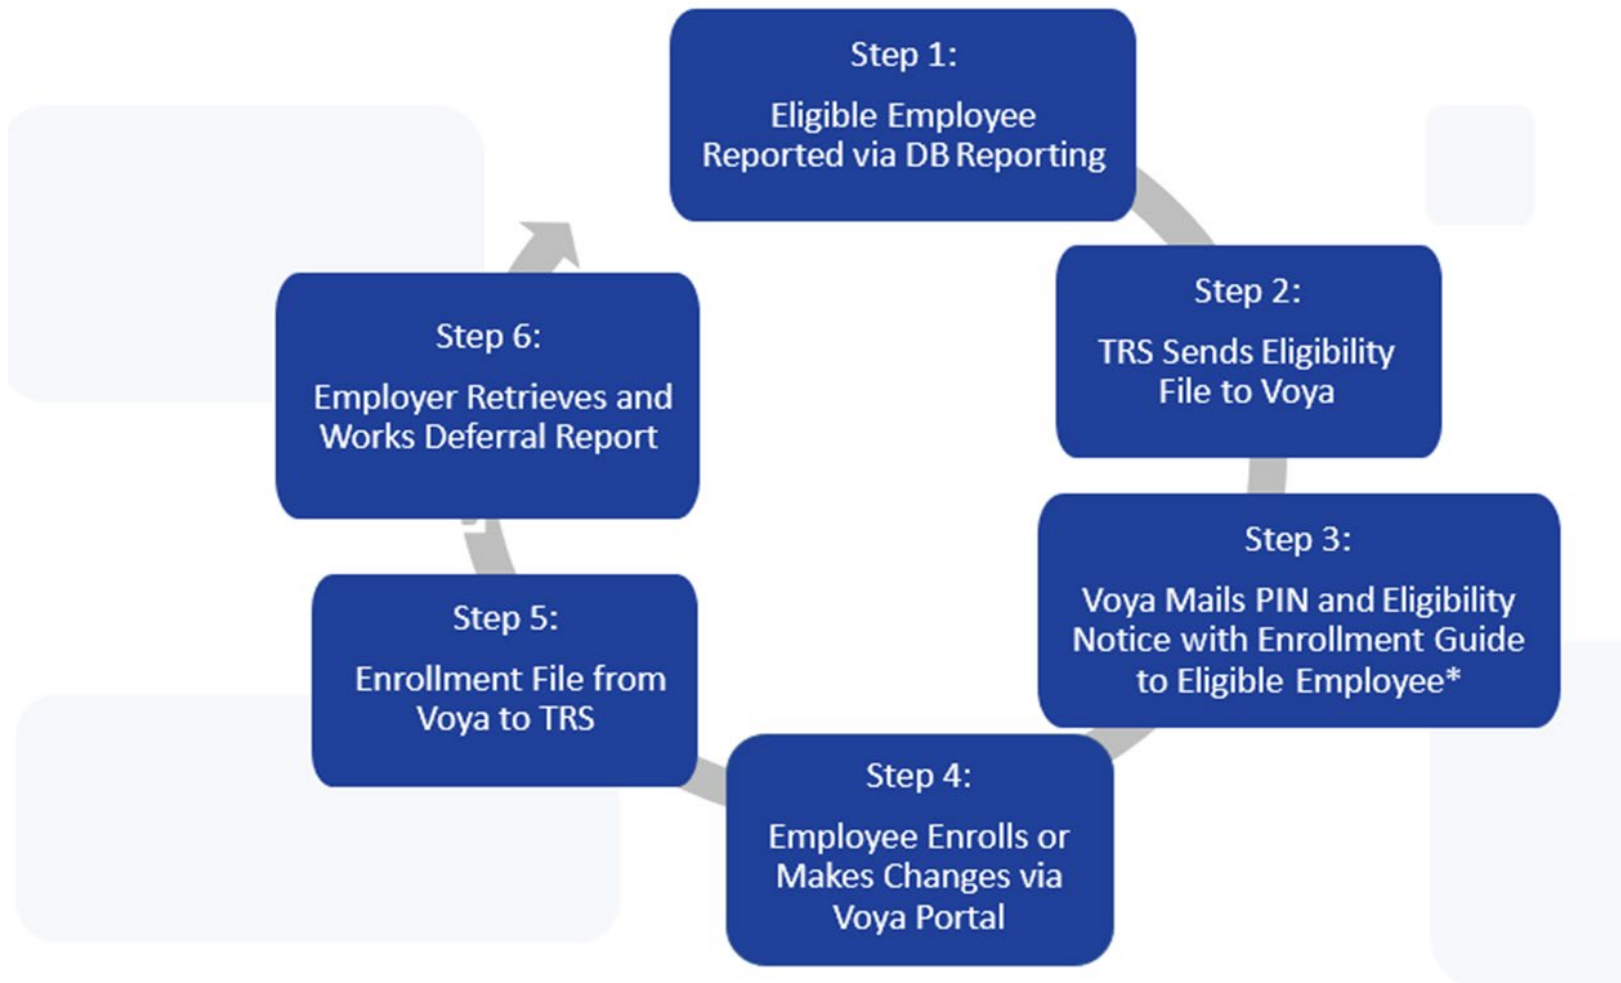 Step 1:
Eligible Employee
Reported via DB Reporting
Step 2:
TRS Sends Eligibility
File to Voya
Step 3:
Voya Mails PIN and Eligibility
Notice with Enrollment Guide
to Eligible Employee*
Step 4:
Employee Enrolls or
Makes Changes via
Voya Portal
Step 5:
Enrollment File from
Voya to TRS
Step 6:
Employer Retrieves and
Works Deferral Report